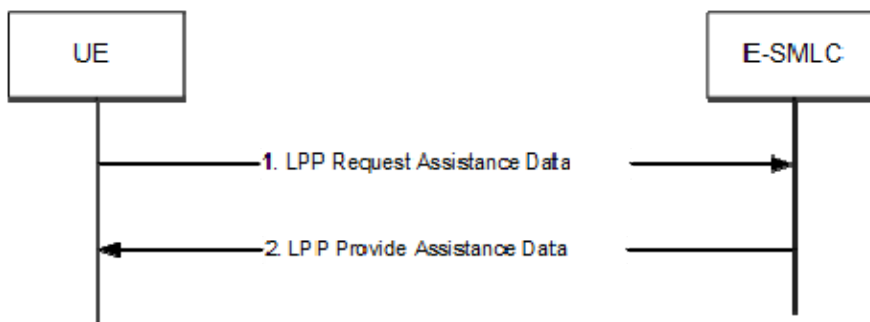 UE
E-SMLC
1. LPP Request Assistance Data
2. LPP Provide Assistance Data